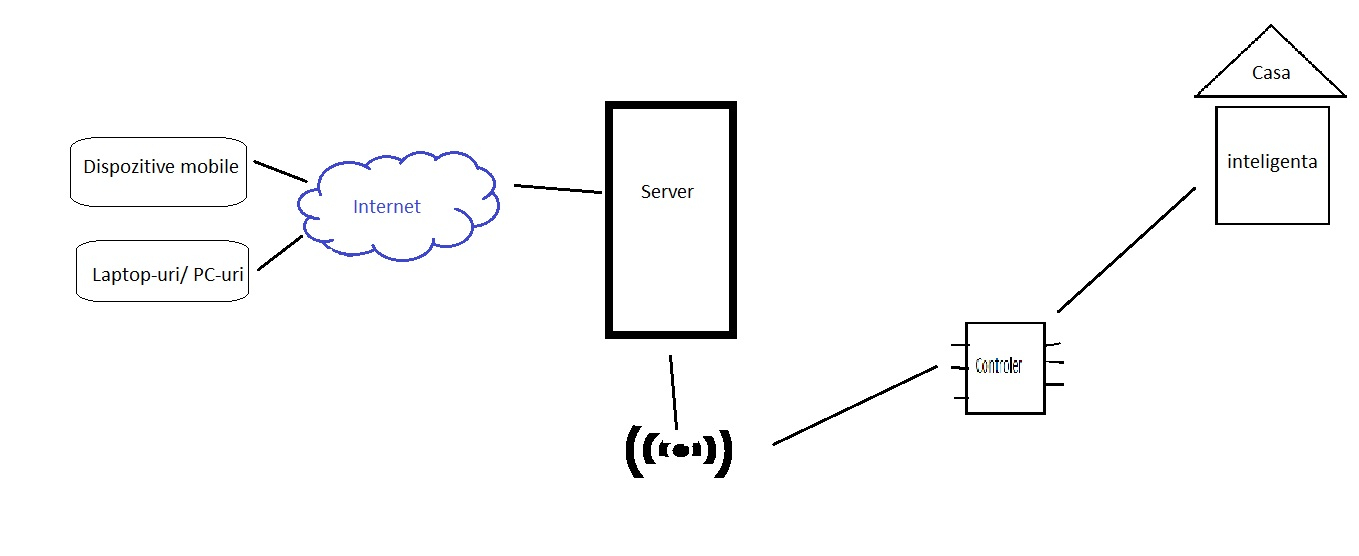 Dispozitive mobile
Laptop-uri/ PC-uri
Internet
Server
Controler
Casa
inteligenta